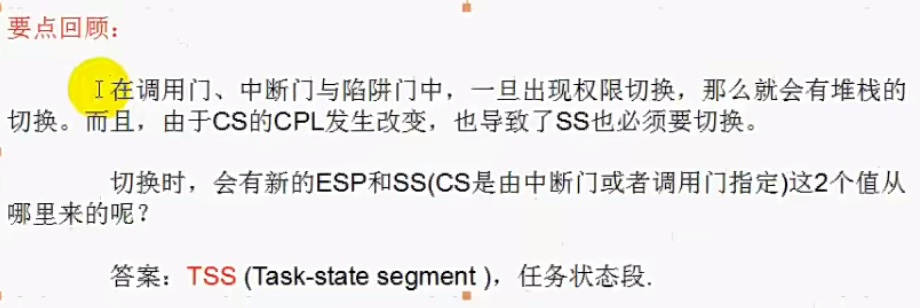 要点回顾：
在调用门、中断门与陷阱门中，一旦出现权限切换，那么就会有堆栈的
切换。而且，由于CS的CPL发生改变，也导致了SS也必须要切换。
切换时，会有新的ESP和SS(CS是由中断门或者调用门指定)这2个值从
哪里来的呢？
答案：TSS (Task-state segment )，任务状态段.